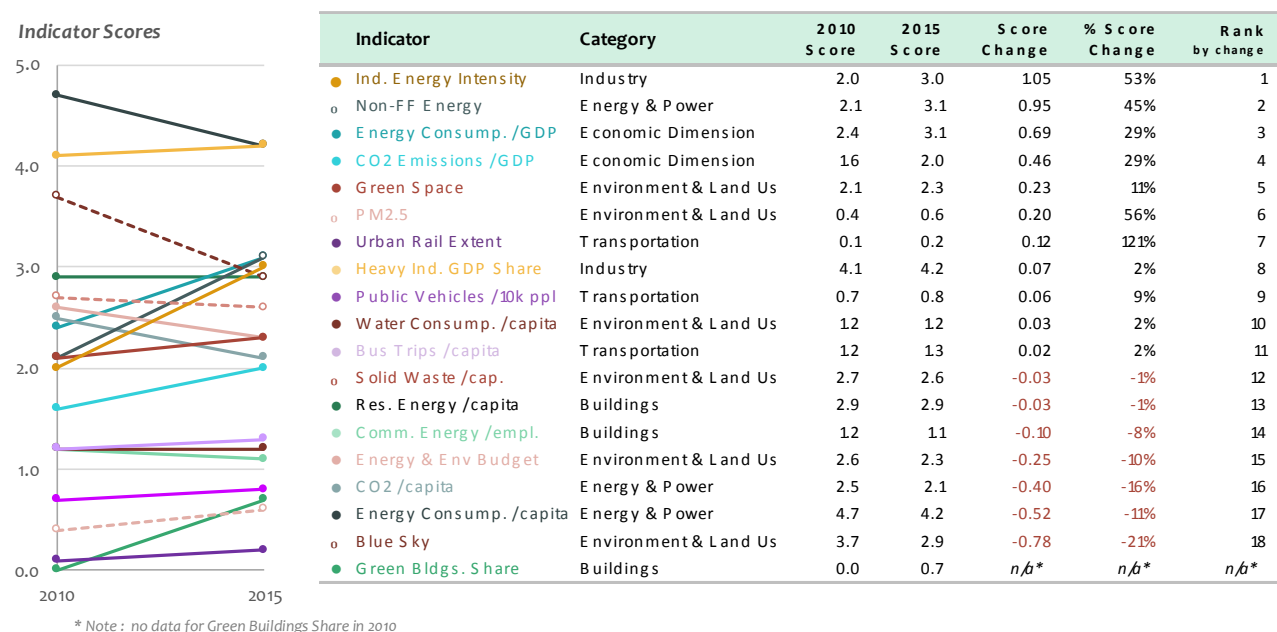 Indicator Scores
5.0
4.0
3.0
2.0
1.0
0.0
2010 2015
Indicator Category 2010 Score 2015 Score Score Change % Score Change Rank by change
Ind. Energy Intensity Industry 2.0 3.0 1.05 53% 1
Non-FF Energy Energy & Power 2.1 3.1 0.95 45% 2
Energy Consump. /GDP Economic Dimension 2.4 3.1 0.69 29% 3
CO2 Emissions /GDP Economic Dimension 1.6 2.0 0.46 29% 4
Green Space Environment & Land Us 2.1 2.3 0.23 11% 5
PM2.5 Environment & Land Us 0.4 0.6 0.20 56% 6
Urban Rail Extent Transportation 0.1 0.2 0.12 121% 7
Heavy Ind. GDP Share Industry 4.1 4.2 0.07 2% 8
Public Vehicles /10k ppl Transportation 0.7 0.8 0.06 9% 9
Water Consump. /capita Environment & Land Us 1.2 1.2 0.03 2% 10
Bus Trips /capita Transportation 1.2 1.3 0.02 2% 11
Solid Waste /cap. Environment & Land Us 2.7 2.6 -0.03 -1% 12
Res. Energy /capita Buildings 2.9 2.9 -0.03 -1% 13
Comm. Energy /empl. Buildings 1.2 1.1 -0.10 -8% 14
Energy & Env Budget Environment & Land Us 2.6 2.3 -0.25 -10% 15
CO2 /capita Energy & Power 2.5 2.1 -0.40 -16% 16
Energy Consump. /capita Energy & Power 4.7 4.2 -0.52 -11% 17
Blue Sky Environment & Land Us 3.7 2.9 -0.78 -21% 18
Green Bldgs. Share Buildings 0.0 0.7 n/a* n/a* n/a*
* Note : no data for Green Buildings Share in 2010